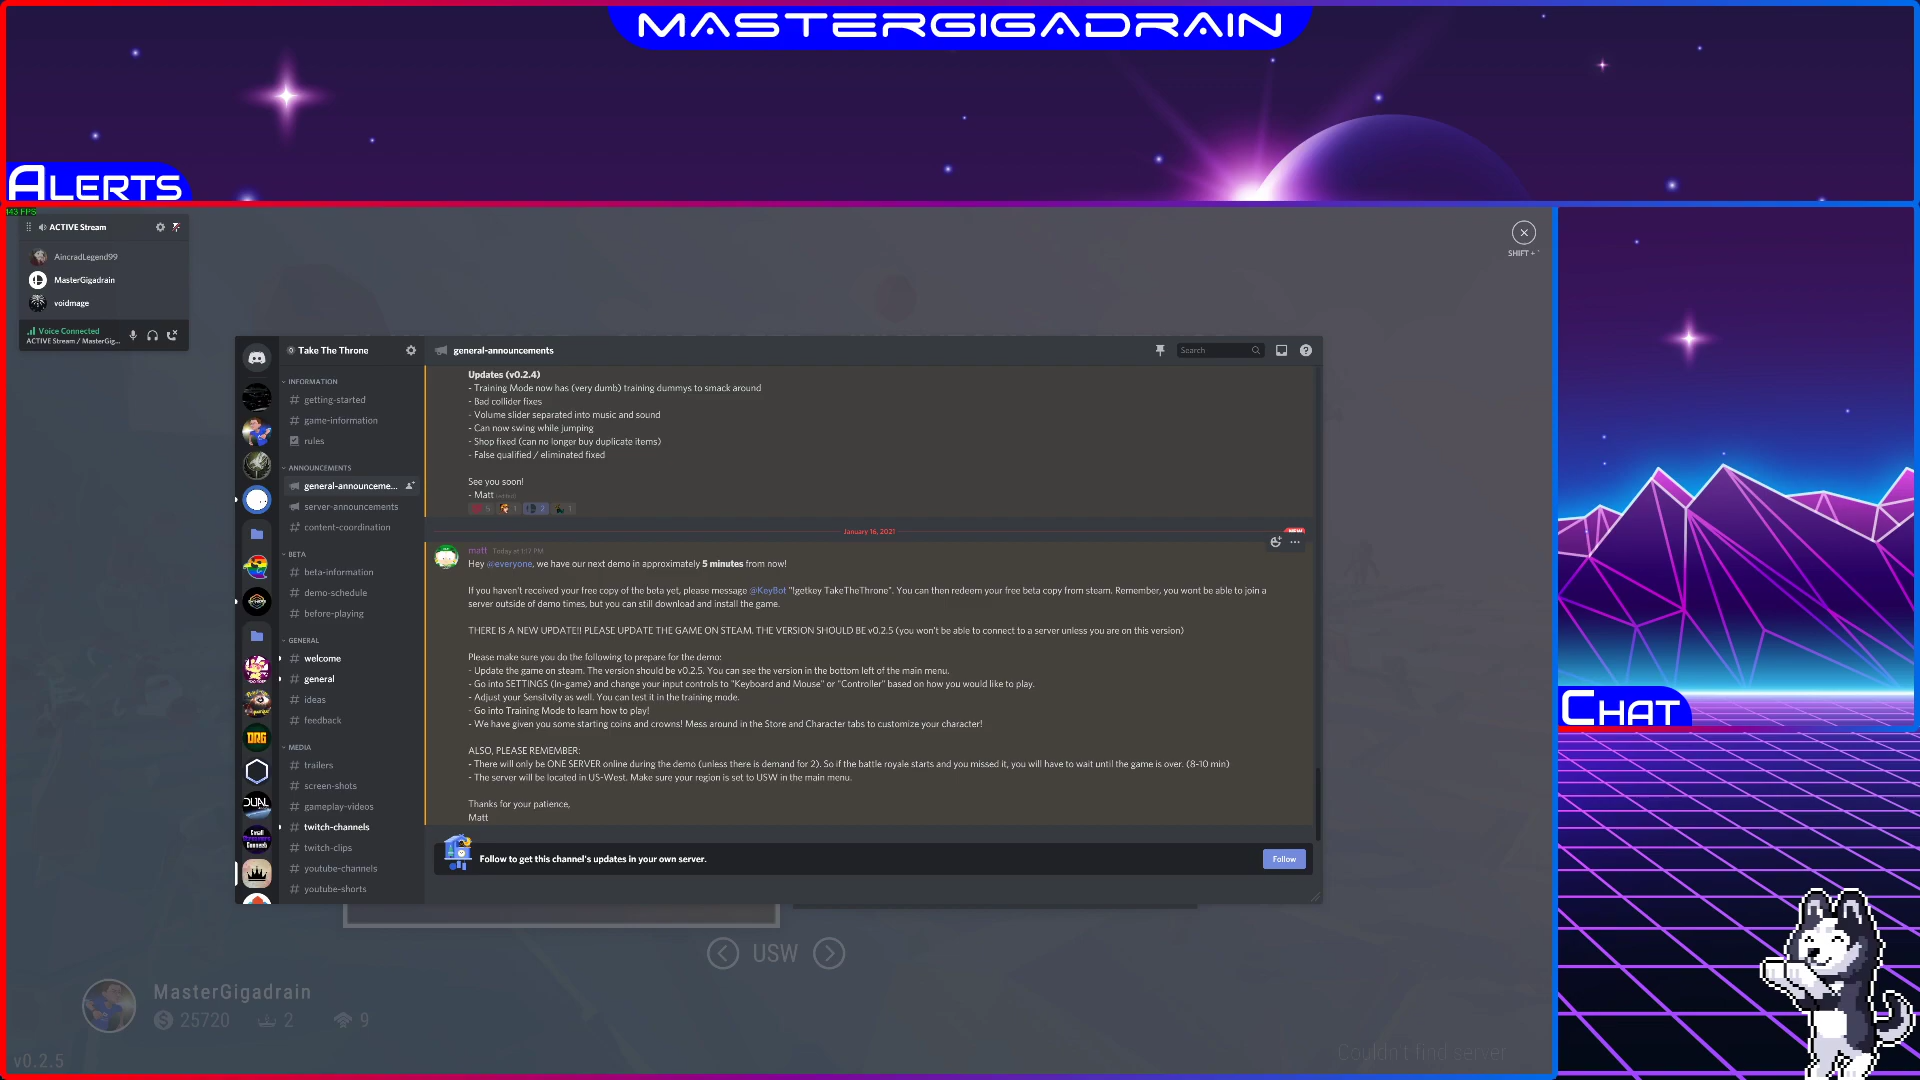 MASTERGIGADRAIN
ALERTS
143 FPS
ACTIVE Stream
AincradLegend99
MasterGigadrain
voidmage
Voice Connected
ACTIVE Stream / MasterGig...
SHIFT + `
Take The Throne
general-announcements
Search
INFORMATION
getting-started
game-information
rules
ANNOUNCEMENTS
general-announceme...
server-announcements
content-coordination
BETA
beta-information
demo-schedule
before-playing
GENERAL
welcome
general
ideas
feedback
MEDIA
trailers
screen-shots
gameplay-videos
twitch-channels
twitch-clips
youtube-channels
youtube-shorts
DRG
DUAL
Updates (v0.2.4)
- Training Mode now has (very dumb) training dummys to smack around
- Bad collider fixes
- Volume slider separated into music and sound
- Can now swing while jumping
- Shop fixed (can no longer buy duplicate items)
- False qualified / eliminated fixed
See you soon!
- Matt (edited)
5 1 2 1
January 16, 2021
NEW
matt Today at 1:17 PM
Hey @everyone, we have our next demo in approximately 5 minutes from now!
If you haven't received your free copy of the beta yet, please message @KeyBot "!getkey TakeTheThrone". You can then redeem your free beta copy from steam. Remember, you wont be able to join a
server outside of demo times, but you can still download and install the game.
THERE IS A NEW UPDATE!! PLEASE UPDATE THE GAME ON STEAM. THE VERSION SHOULD BE v0.2.5 (you won't be able to connect to a server unless you are on this version)
Please make sure you do the following to prepare for the demo:
- Update the game on steam. The version should be v0.2.5. You can see the version in the bottom left of the main menu.
- Go into SETTINGS (In-game) and change your input controls to "Keyboard and Mouse" or "Controller" based on how you would like to play.
- Adjust your Sensitivity as well. You can test it in the training mode.
- Go into Training Mode to learn how to play!
- We have given you some starting coins and crowns! Mess around in the Store and Character tabs to customize your character!
ALSO, PLEASE REMEMBER:
- There will only be ONE SERVER online during the demo (unless there is demand for 2). So if the battle royale starts and you missed it, you will have to wait until the game is over. (8-10 min)
- The server will be located in US-West. Make sure your region is set to USW in the main menu.
Thanks for your patience,
Matt
Follow to get this channel's updates in your own server.
Follow
USW
MasterGigadrain
25720 2 9
v0.2.5
Couldn't find server
CHAT